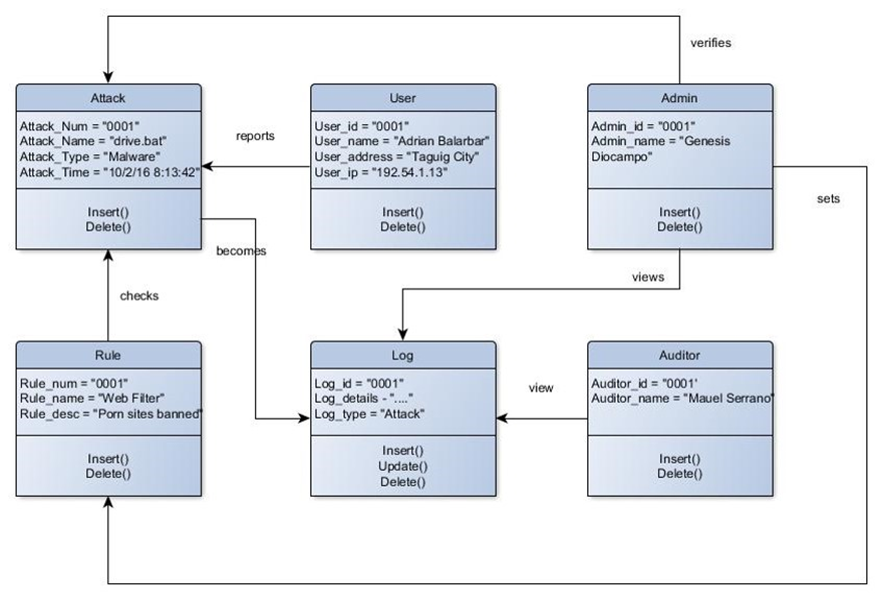 verifies
Attack
Attack_Num = "0001"
Attack_Name = "drive.bat"
Attack_Type = "Malware"
Attack_Time = "10/2/16 8:13:42"
Insert()
Delete()
reports
User
User_id = "0001"
User_name = "Adrian Balarbar"
User_address = "Taguig City"
User_ip = "192.54.1.13"
Insert()
Delete()
Admin
Admin_id = "0001"
Admin_name = "Genesis
Diocampo"
Insert()
Delete()
sets
becomes
views
checks
Rule
Rule_num = "0001"
Rule_name = "Web Filter"
Rule_desc = "Porn sites banned"
Insert()
Delete()
Log
Log_id = "0001"
Log_details - "...."
Log_type = "Attack"
Insert()
Update()
Delete()
view
Auditor
Auditor_id = "0001'
Auditor_name = "Mauel Serrano"
Insert()
Delete()